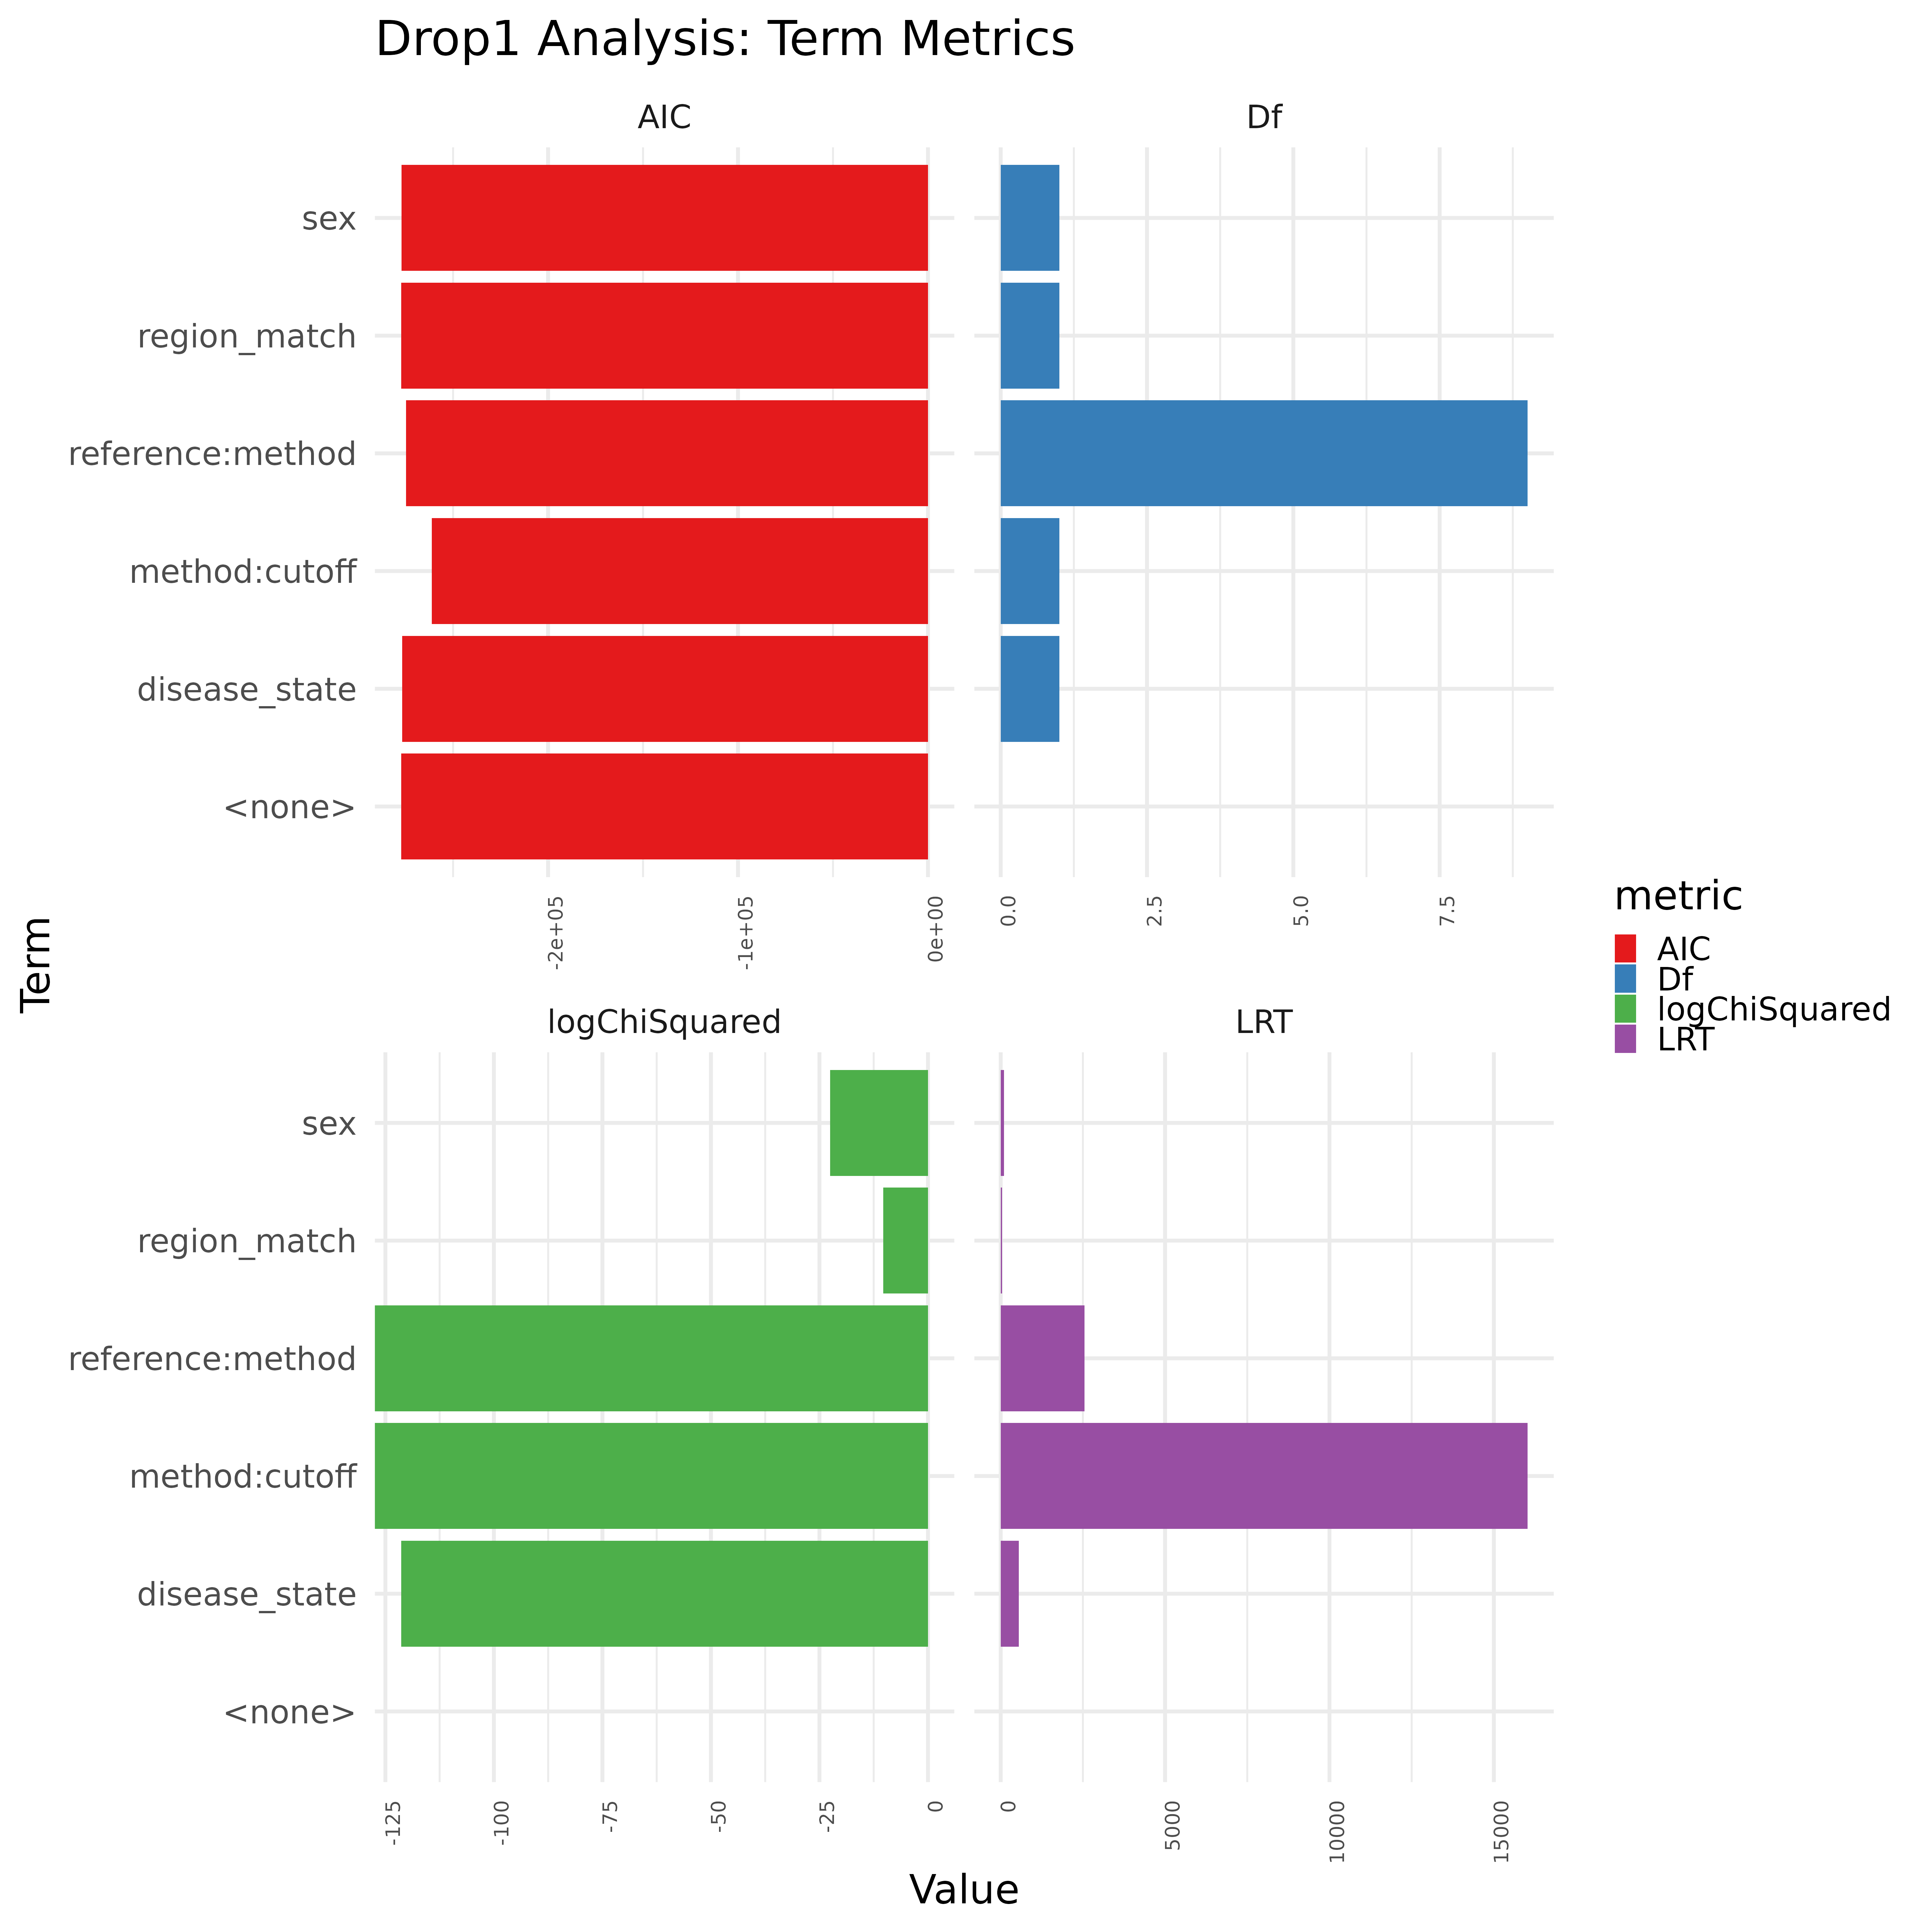 Drop1 Analysis: Term Metrics
AIC
Df
sex
region_match
reference:method
method:cutoff
disease_state
<none>
-2e+05
-1e+05
0e+00
0.0
2.5
5.0
7.5
Term
metric
AIC
Df
logChiSquared
LRT
logChiSquared
LRT
sex
region_match
reference:method
method:cutoff
disease_state
<none>
-125
-100
-75
-50
-25
0
0
5000
10000
15000
Value